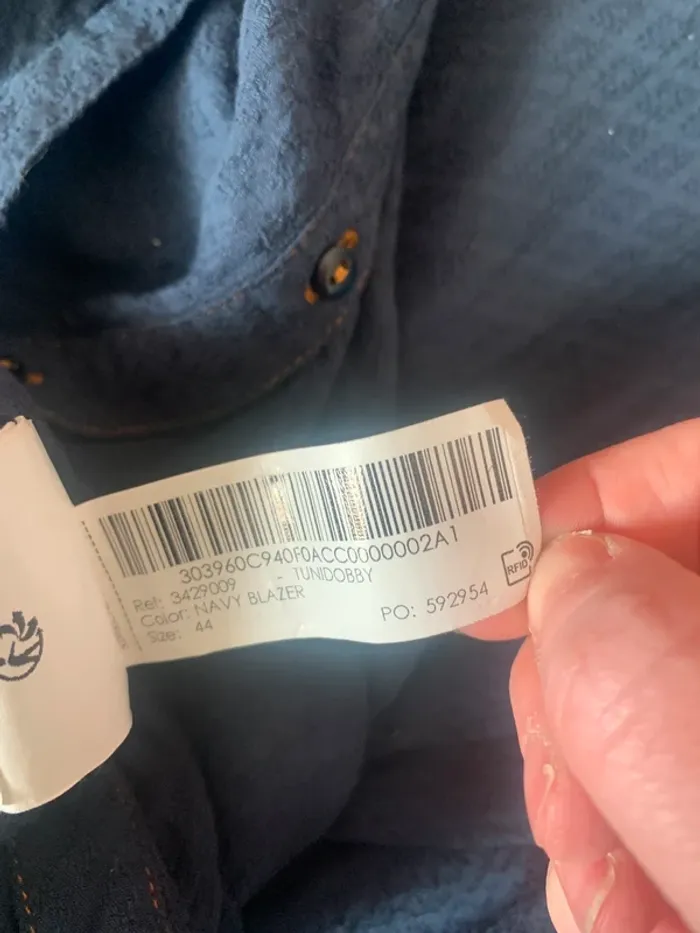 303960C940F0ACC0000002A1
Ref: 3429009 - TUNIDOBBY
Color: NAVY BLAZER
Size: 44
PO: 592954
RFID